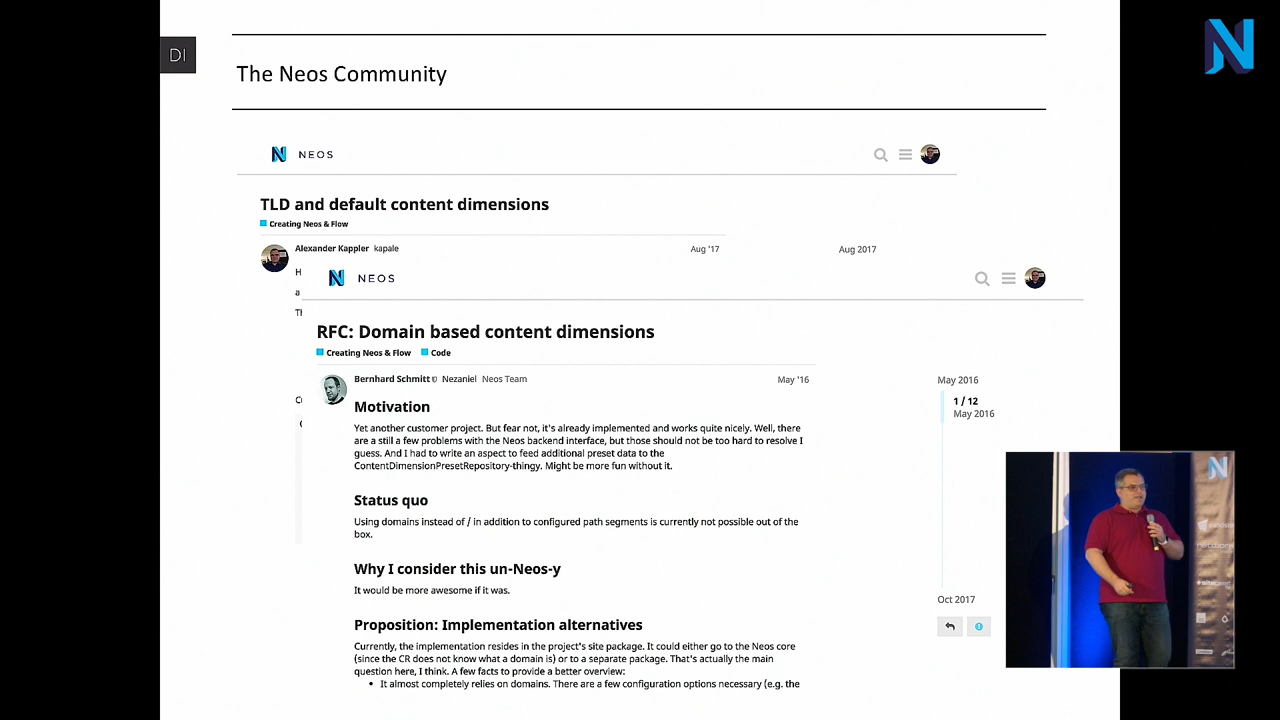 DI
The Neos Community
NEOS
TLD and default content dimensions
Creating Neos & Flow
Alexander Kappler kapale
Aug '17
Aug 2017
H
a
Th
NEOS
RFC: Domain based content dimensions
Creating Neos & Flow Code
Bernhard Schmitt Nezaniel Neos Team
May '16
May 2016
1 / 12
May 2016
Motivation
Yet another customer project. But fear not, it's already implemented and works quite nicely. Well, there
are a still a few problems with the Neos backend interface, but those should not be too hard to resolve I
guess. And I had to write an aspect to feed additional preset data to the
ContentDimensionPresetRepository-thingy. Might be more fun without it.
Status quo
Using domains instead of / in addition to configured path segments is currently not possible out of the
box.
Why I consider this un-Neos-y
It would be more awesome if it was.
Oct 2017
Proposition: Implementation alternatives
Currently, the implementation resides in the project's site package. It could either go to the Neos core
(since the CR does not know what a domain is) or to a separate package. That's actually the main
question here, I think. A few facts to provide a better overview:
• It almost completely relies on domains. There are a few configuration options necessary (e.g. the